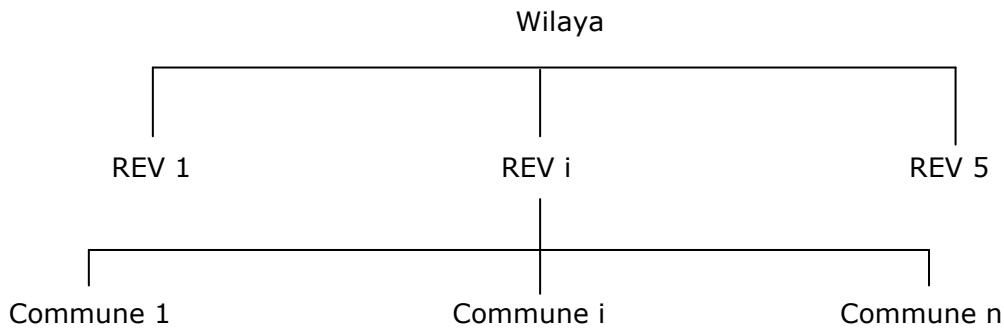 Wilaya
REV 1
REV i
REV 5
Commune 1
Commune i
Commune n